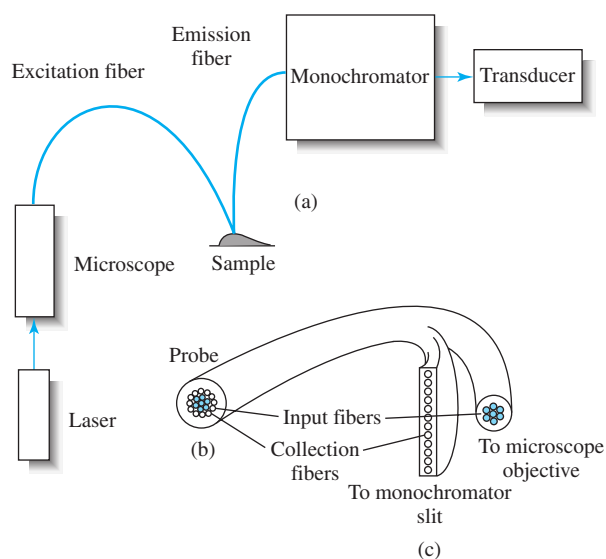 Emission
fiber
Excitation fiber
Monochromator
Transducer
(a)
Microscope
Sample
Laser
Probe
Input fibers
(b)
Collection
fibers
To microscope
objective
To monochromator
slit
(c)